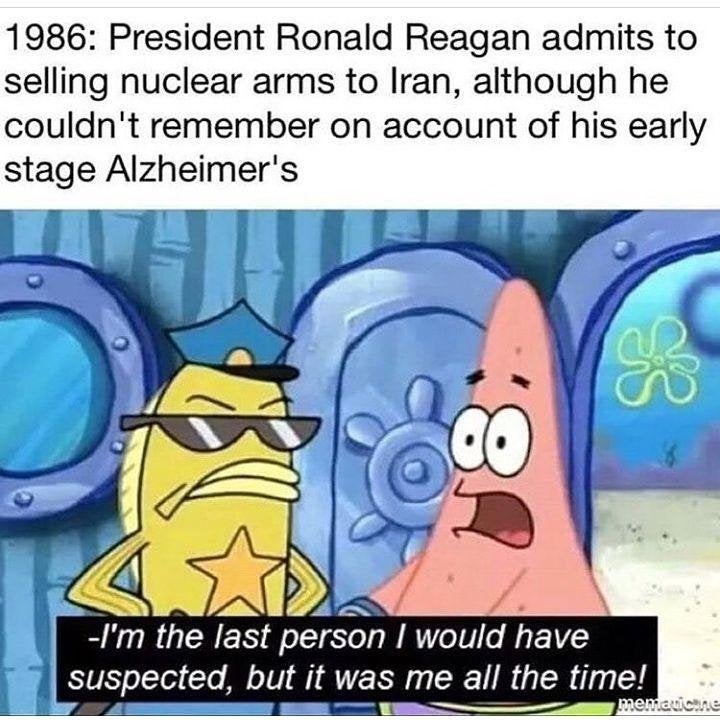 1986: President Ronald Reagan admits to
selling nuclear arms to Iran, although he
couldn't remember on account of his early
stage Alzheimer's
-I'm the last person I would have
suspected, but it was me all the time!